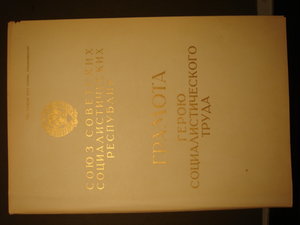 СОЮЗ СОВЕТСКИХ
СОЦИАЛИСТИЧЕСКИХ
РЕСПУБЛИК
ГРАМОТА
ГЕРОЮ
СОЦИАЛИСТИЧЕСКОГО
ТРУДА